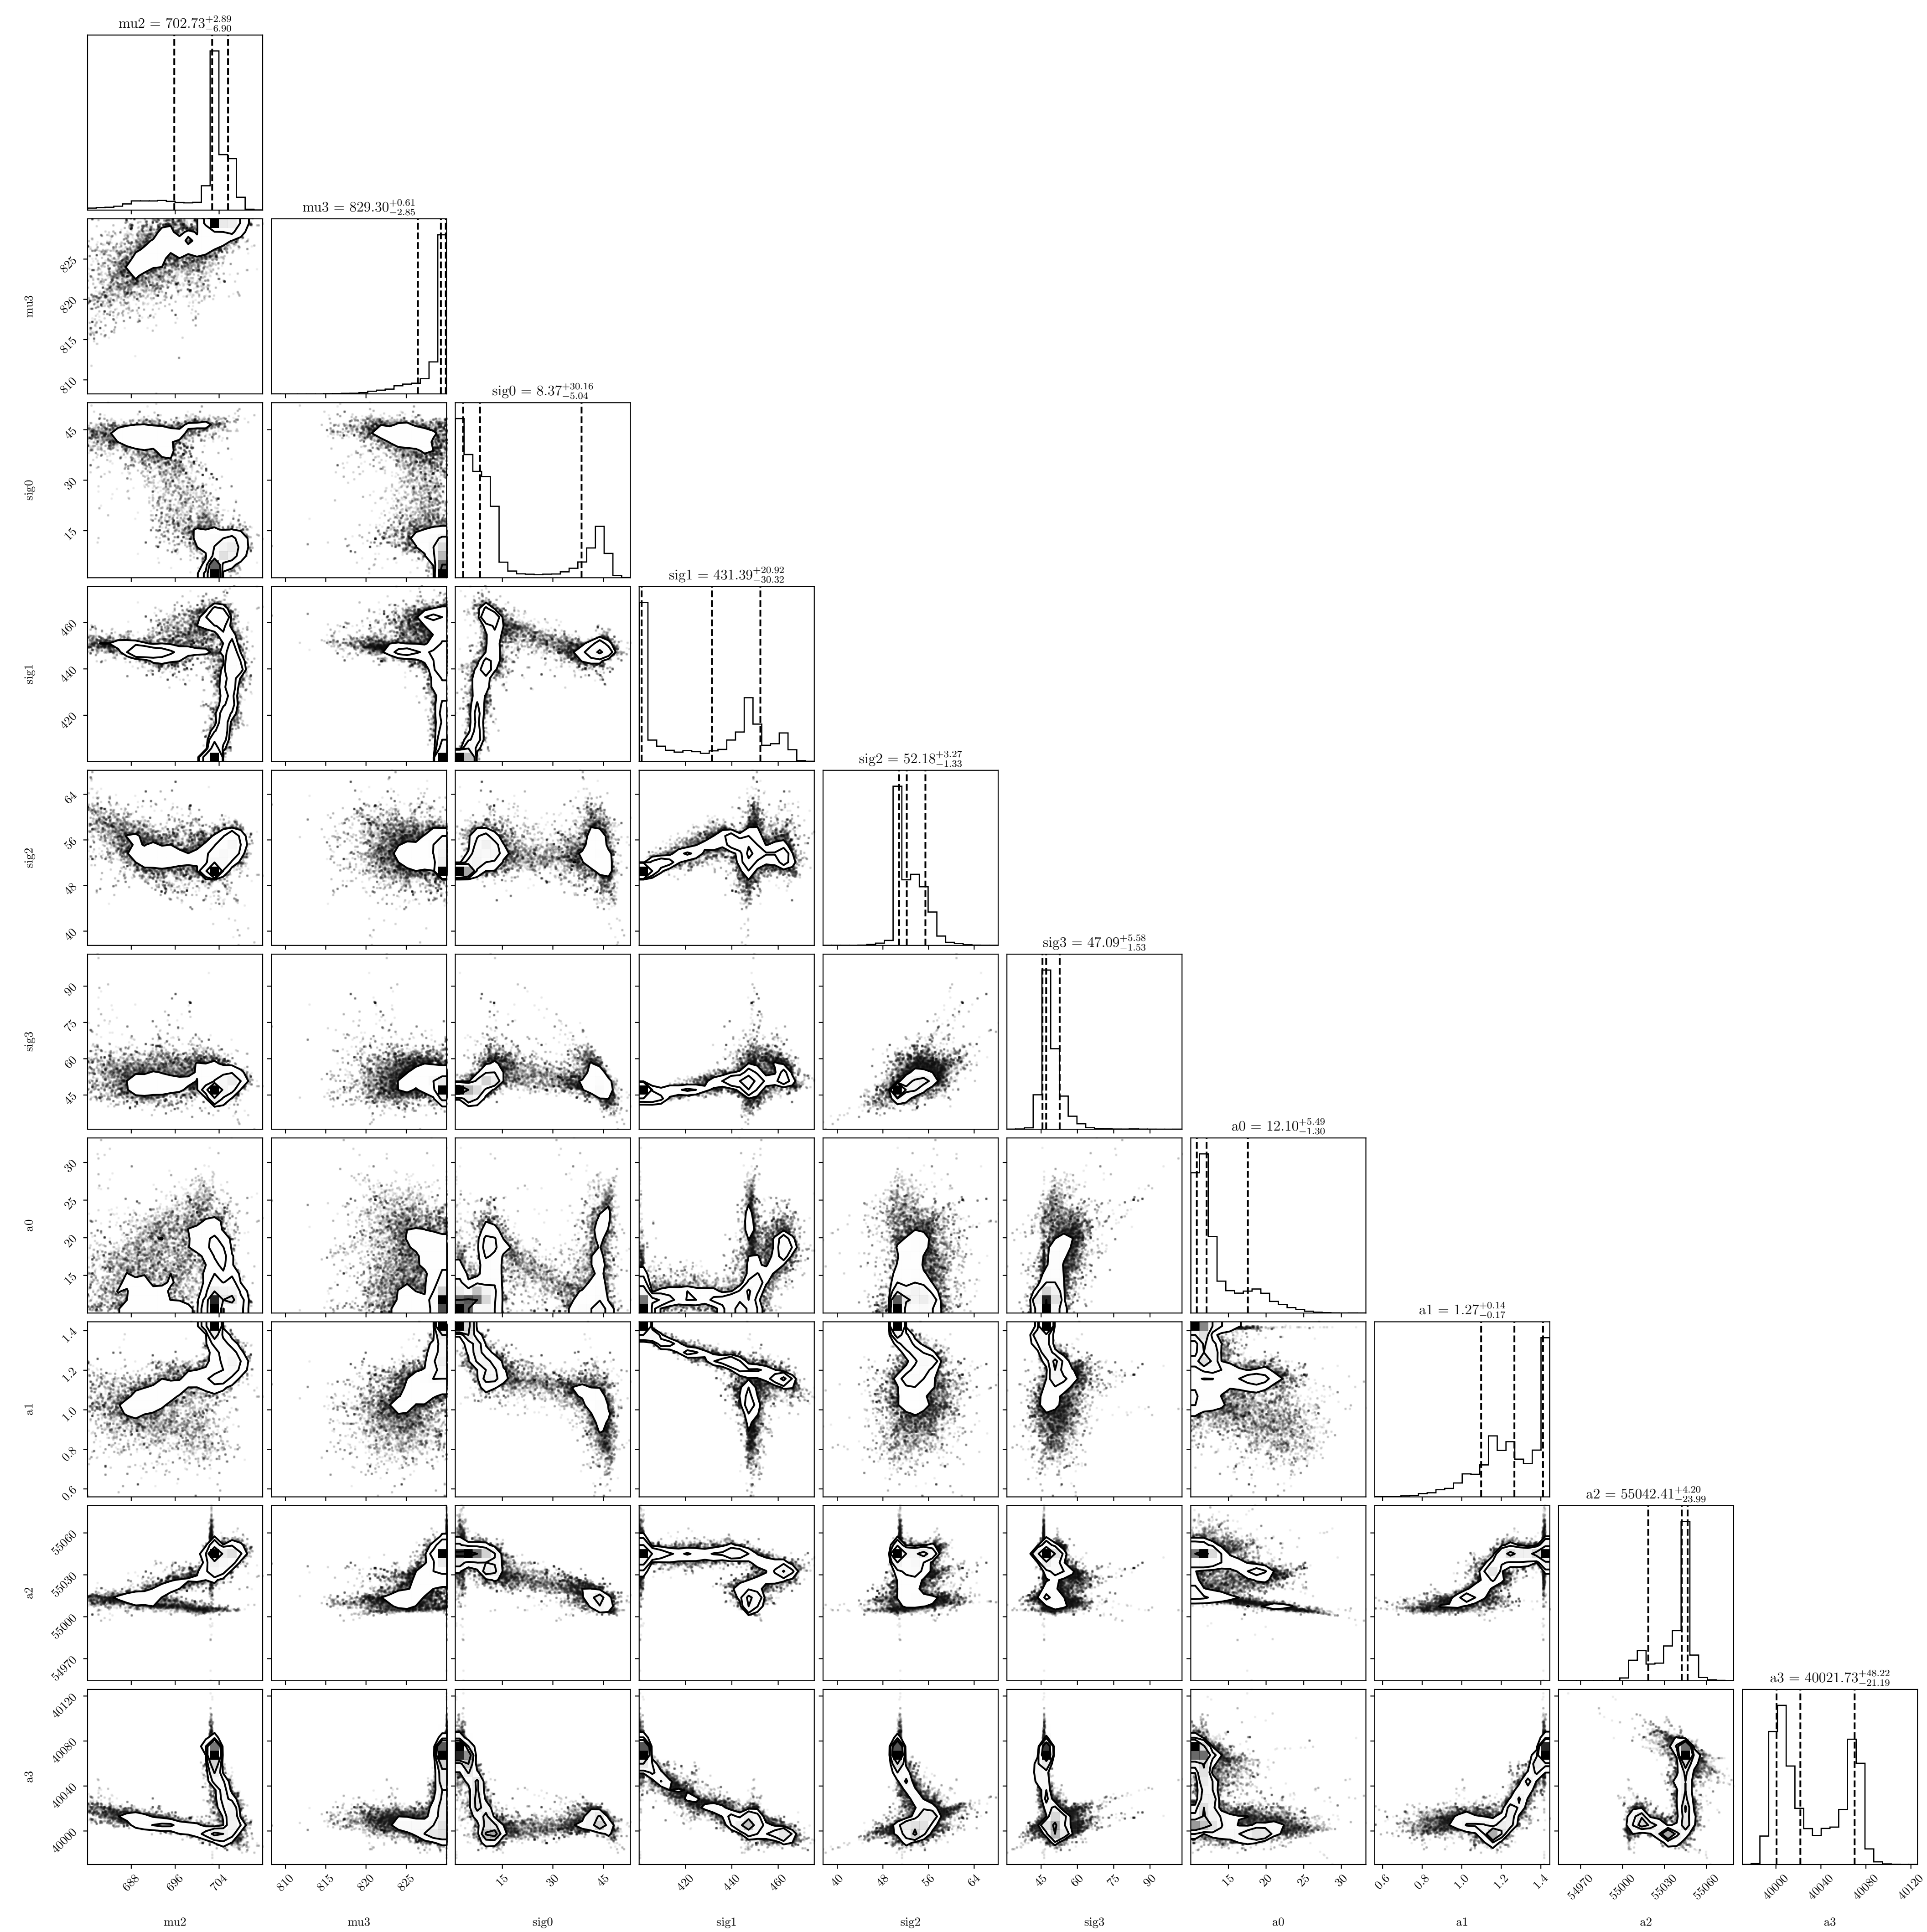 mu2 = 702.73+2.89 −6.90
mu3 = 829.30+0.61 −2.85
825
820
815
810
mu3
sig0 = 8.37+30.16 −5.04
45
30
15
sig0
sig1 = 431.39+20.92 −30.32
460
440
420
sig1
sig2 = 52.18+3.27 −1.33
64
56
48
40
sig2
sig3 = 47.09+5.58 −1.53
90
75
60
45
sig3
a0 = 12.10+5.49 −1.30
30
25
20
15
a0
a1 = 1.27+0.14 −0.17
1.4
1.2
1.0
0.8
0.6
a1
a2 = 55042.41+4.20 −23.99
55060
55030
55000
54970
a2
a3 = 40021.73+48.22 −21.19
40120
40080
40040
40000
a3
688 696 704 810 815 820 825 15 30 45 420 440 460 40 48 56 64 45 60 75 90 15 20 25 30 0.6 0.8 1.0 1.2 1.4 54970 55000 55030 55060 40000 40040 40080 40120
mu2 mu3 sig0 sig1 sig2 sig3 a0 a1 a2 a3